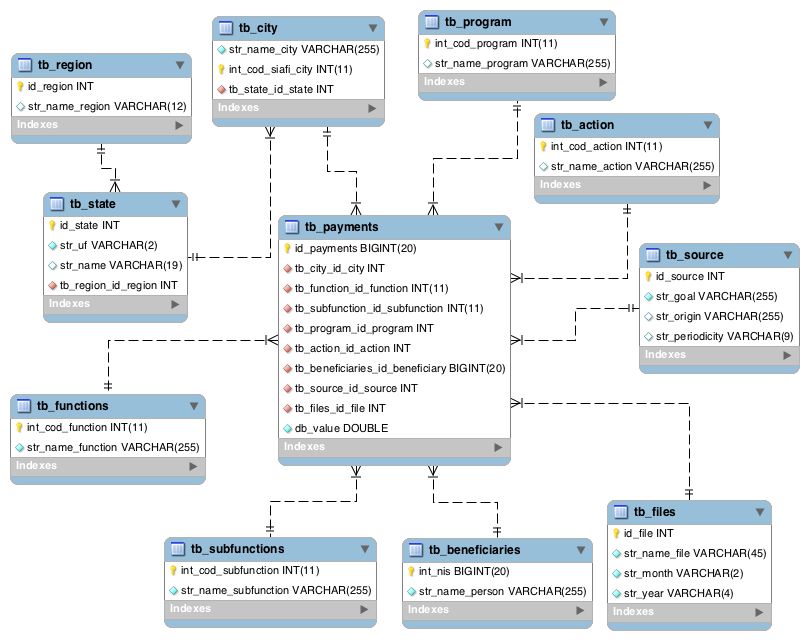 tb_region
id_region INT
str_name_region VARCHAR(12)
Indexes
tb_city
str_name_city VARCHAR(255)
int_cod_siafi_city INT(11)
tb_state_id_state INT
Indexes
tb_program
int_cod_program INT(11)
str_name_program VARCHAR(255)
Indexes
tb_action
int_cod_action INT(11)
str_name_action VARCHAR(255)
Indexes
tb_state
id_state INT
str_uf VARCHAR(2)
str_name VARCHAR(19)
tb_region_id_region INT
Indexes
tb_payments
id_payments BIGINT(20)
tb_city_id_city INT
tb_function_id_function INT(11)
tb_subfunction_id_subfunction INT(11)
tb_program_id_program INT
tb_action_id_action INT
tb_beneficiaries_id_beneficiary BIGINT(20)
tb_source_id_source INT
tb_files_id_file INT
db_value DOUBLE
Indexes
tb_source
id_source INT
str_goal VARCHAR(255)
str_origin VARCHAR(255)
str_periodicity VARCHAR(9)
Indexes
tb_functions
int_cod_function INT(11)
str_name_function VARCHAR(255)
Indexes
tb_subfunctions
int_cod_subfunction INT(11)
str_name_subfunction VARCHAR(255)
Indexes
tb_beneficiaries
int_nis BIGINT(20)
str_name_person VARCHAR(255)
Indexes
tb_files
id_file INT
str_name_file VARCHAR(45)
str_month VARCHAR(2)
str_year VARCHAR(4)
Indexes